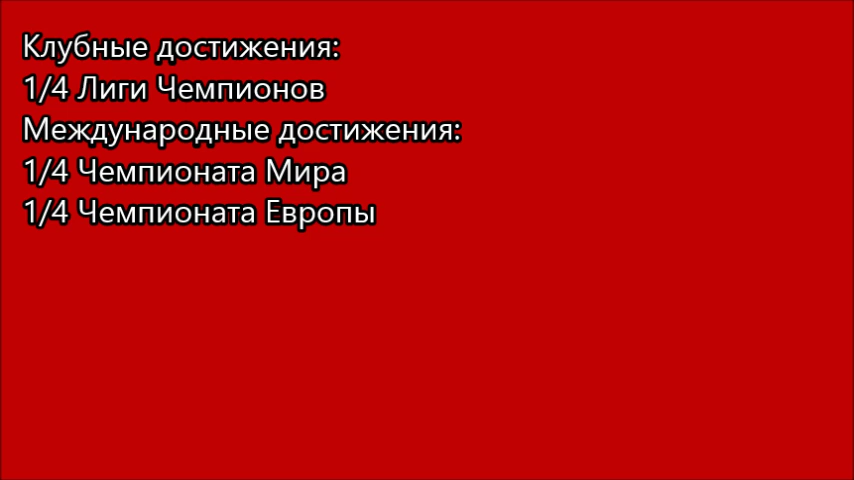 Клубные достижения:
1/4 Лиги Чемпионов
Международные достижения:
1/4 Чемпионата Мира
1/4 Чемпионата Европы